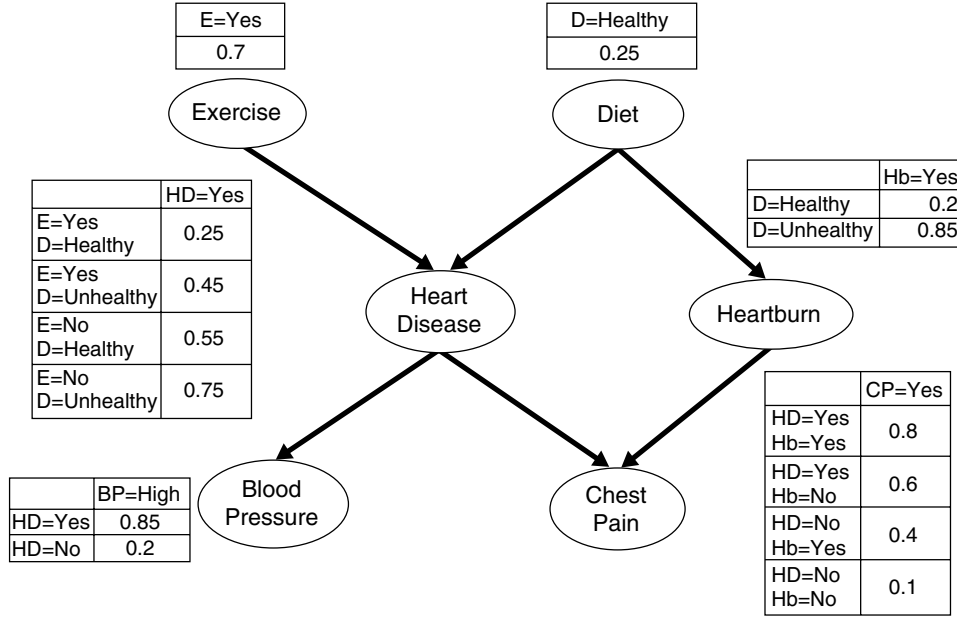 E=Yes
0.7
D=Healthy
0.25
Exercise
Diet
Hb=Yes
D=Healthy 0.2
D=Unhealthy 0.85
HD=Yes
E=Yes
D=Healthy
0.25
E=Yes
D=Unhealthy
0.45
E=No
D=Healthy
0.55
E=No
D=Unhealthy
0.75
Heart
Disease
Heartburn
CP=Yes
HD=Yes
Hb=Yes
0.8
HD=Yes
Hb=No
0.6
HD=No
Hb=Yes
0.4
HD=No
Hb=No
0.1
BP=High
HD=Yes 0.85
HD=No 0.2
Blood
Pressure
Chest
Pain